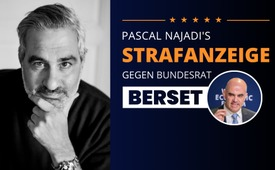 PASCAL NAJADI'S
STRAFANZEIGE
GEGEN BUNDESRAT
BERSET